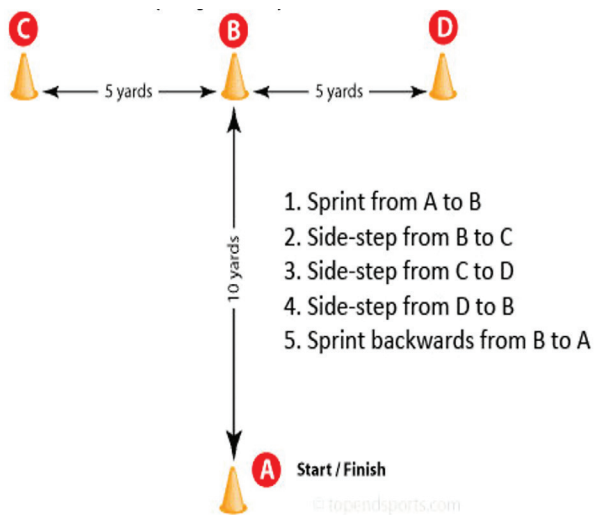 C
B
D
5 yards
5 yards
10 yards
1. Sprint from A to B
2. Side-step from B to C
3. Side-step from C to D
4. Side-step from D to B
5. Sprint backwards from B to A
A
Start / Finish
© topendsports.com